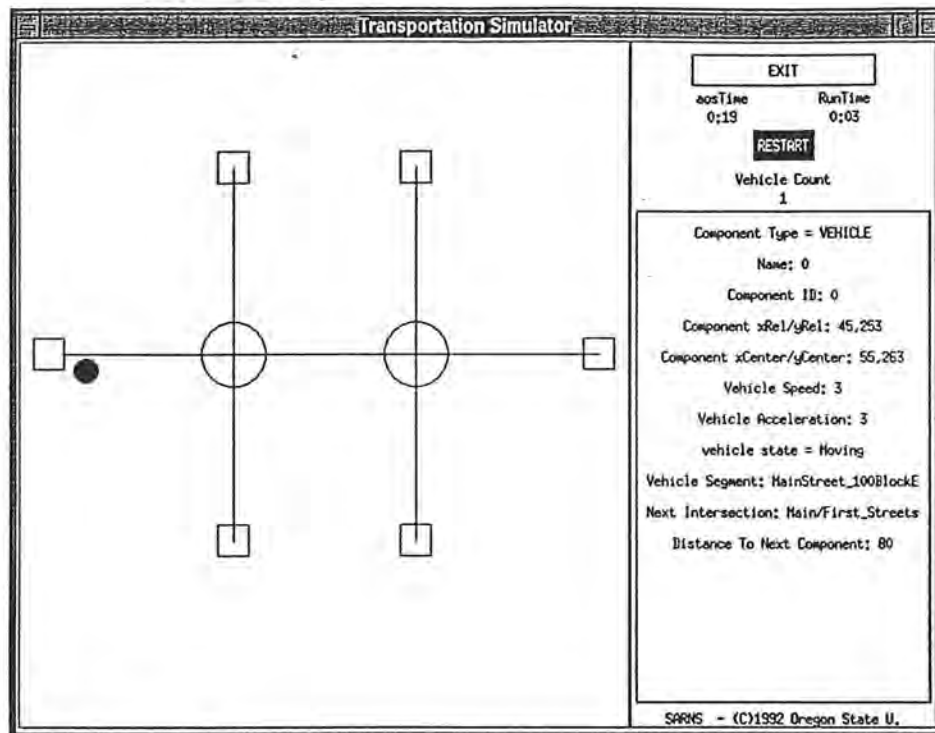 Transportation Simulator
EXIT
aosTime RunTime
0:19 0:03
RESTART
Vehicle Count
1
Component Type = VEHICLE
Name: 0
Component ID: 0
Component xRel/yRel: 45,253
Component xCenter/yCenter: 55,263
Vehicle Speed: 3
Vehicle Acceleration: 3
vehicle state = Moving
Vehicle Segment: MainStreet_100BlockE
Next Intersection: Main/First_Streets
Distance To Next Component: 80
SARNS - (C)1992 Oregon State U.